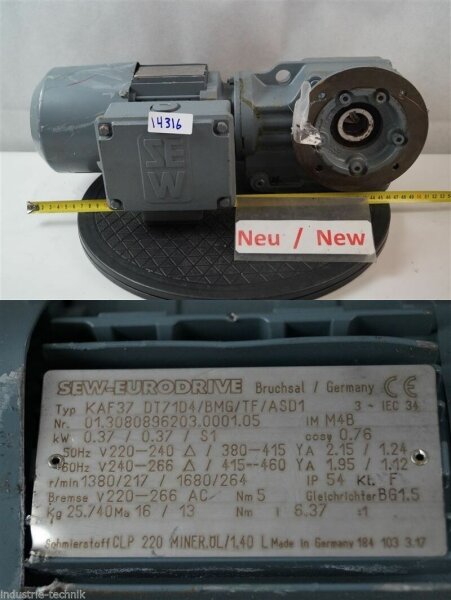 14316
SEW
Neu / New
SEW-EURODRIVE Bruchsal / Germany CE
Typ KAF37 DT71D4/BMG/TF/ASD1 3~ IEC 34
Nr. 01.3080896203.0001.05 IM M4B
kW 0.37 / 0.37 / S1 cosφ 0.76
50Hz V220-240 Δ / 380-415 Y A 2.15 / 1.24
60Hz V240-266 Δ / 415-460 Y A 1.95 / 1.12
r/min 1380/217 / 1680/264 IP 54 Kl. F
Bremse V220-266 AC Nm 5 Gleichrichter BG1.5
Kg 25.740 Ma 16 / 13 Nm i 6.37 :1
Schmierstoff CLP 220 MINER.ÖL/1.40 L Made in Germany 184 103 3.17
industrie-technik